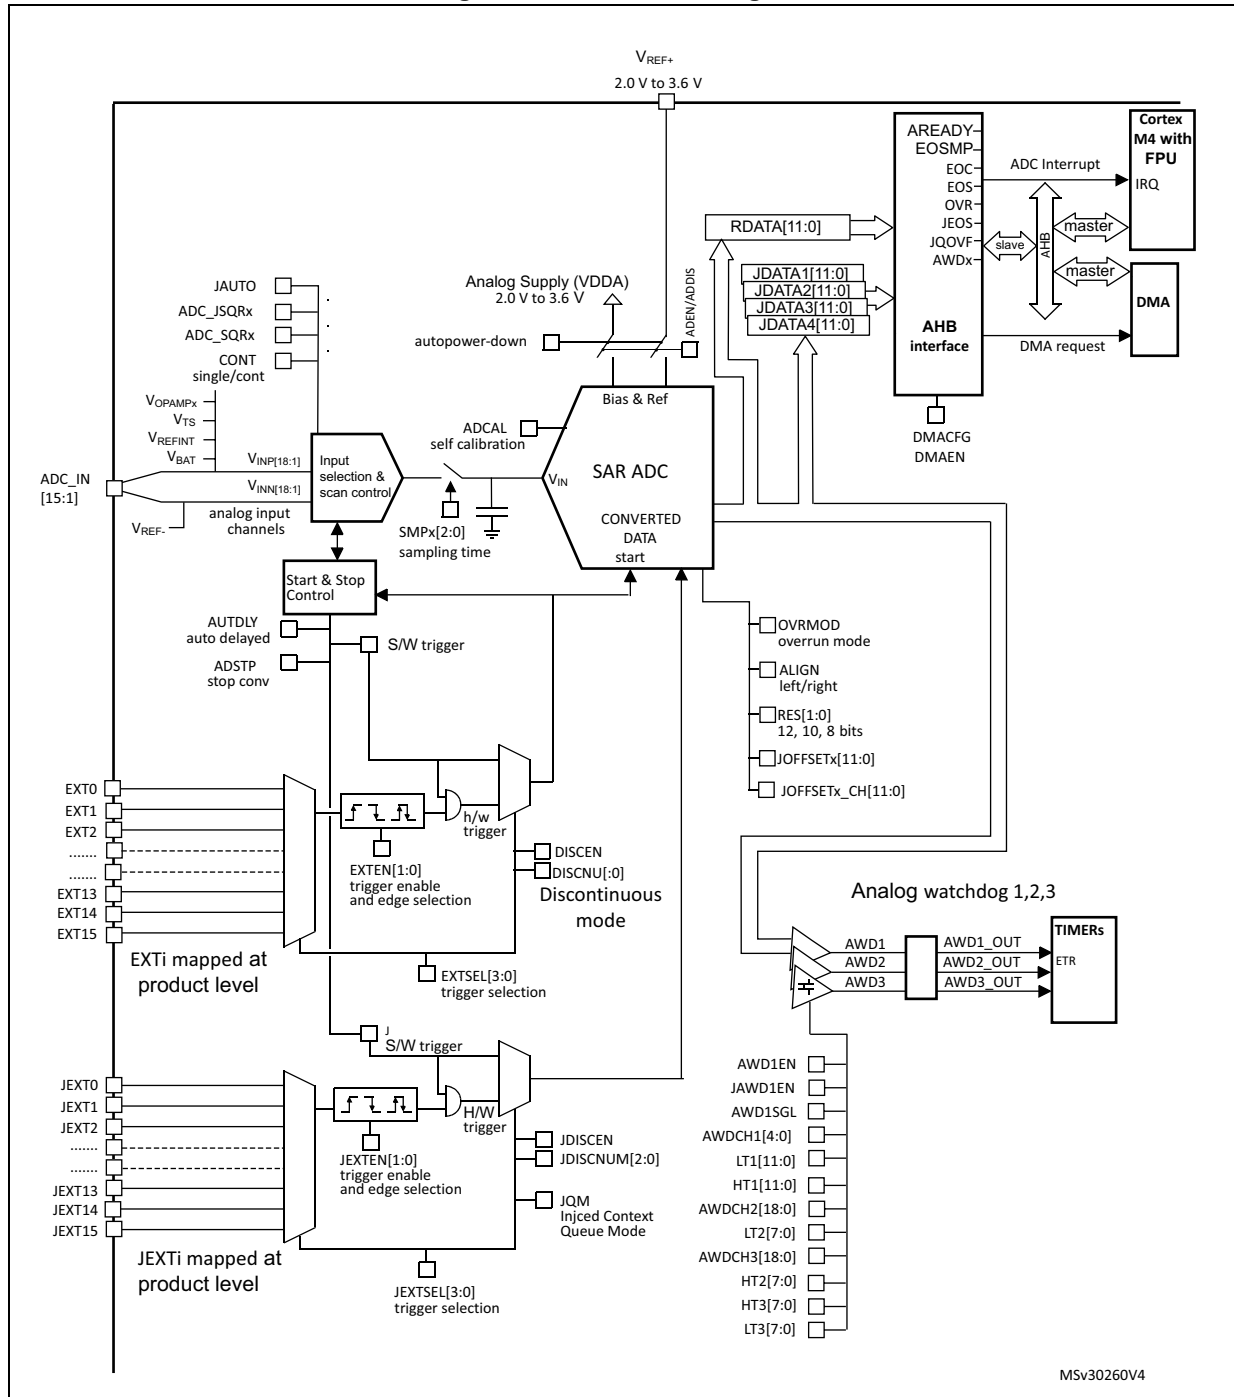 VREF+
2.0 V to 3.6 V
AREADY
EOSMP
EOC
EOS
OVR
JEOS
JQOVF
AWDx
AHB
interface
ADC Interrupt
Cortex
M4 with
FPU
IRQ
slave
AHB
master
master
DMA
DMA request
DMACFG
DMAEN
RDATA[11:0]
JDATA1[11:0]
JDATA2[11:0]
JDATA3[11:0]
JDATA4[11:0]
JAUTO
ADC_JSQRx
ADC_SQRx
CONT
single/cont
Analog Supply (VDDA)
2.0 V to 3.6 V
autopower-down
ADEN/ADDIS
Bias & Ref
ADCAL
self calibration
VOPAMPx
VTS
VREFINT
VBAT
ADC_IN
[15:1]
VINP[18:1]
VINN[18:1]
analog input
channels
VREF-
Input
selection &
scan control
SMPx[2:0]
sampling time
VIN
SAR ADC
CONVERTED
DATA
start
Start & Stop
Control
AUTDLY
auto delayed
ADSTP
stop conv
S/W trigger
OVRMOD
overrun mode
ALIGN
left/right
RES[1:0]
12, 10, 8 bits
JOFFSETx[11:0]
JOFFSETx_CH[11:0]
EXT0
EXT1
EXT2
.......
.......
EXT13
EXT14
EXT15
EXTi mapped at
product level
h/w
trigger
EXTEN[1:0]
trigger enable
and edge selection
DISCEN
DISCNU[:0]
Discontinuous
mode
EXTSEL[3:0]
trigger selection
Analog watchdog 1,2,3
AWD1
AWD2
AWD3
AWD1_OUT
AWD2_OUT
AWD3_OUT
TIMERs
ETR
J
S/W trigger
JEXT0
JEXT1
JEXT2
.......
.......
JEXT13
JEXT14
JEXT15
JEXTi mapped at
product level
H/W
trigger
JEXTEN[1:0]
trigger enable
and edge selection
JDISCEN
JDISCNUM[2:0]
JQM
Injced Context
Queue Mode
JEXTSEL[3:0]
trigger selection
AWD1EN
JAWD1EN
AWD1SGL
AWDCH1[4:0]
LT1[11:0]
HT1[11:0]
AWDCH2[18:0]
LT2[7:0]
AWDCH3[18:0]
HT2[7:0]
HT3[7:0]
LT3[7:0]
MSv30260V4